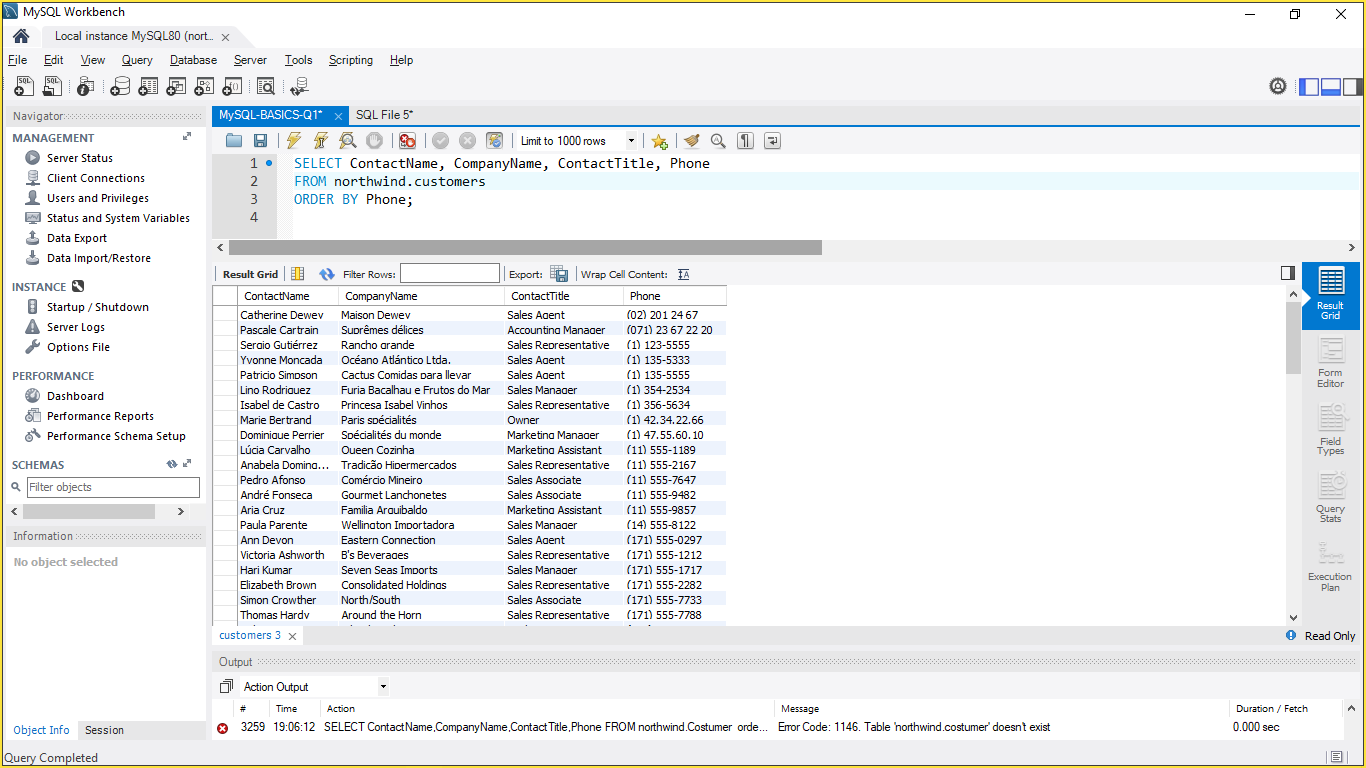 MySQL Workbench
Local instance MySQL80 (nort...
File Edit View Query Database Server Tools Scripting Help
Navigator
MANAGEMENT
Server Status
Client Connections
Users and Privileges
Status and System Variables
Data Export
Data Import/Restore
INSTANCE
Startup / Shutdown
Server Logs
Options File
PERFORMANCE
Dashboard
Performance Reports
Performance Schema Setup
SCHEMAS
Filter objects
Information
No object selected
Object Info Session
MySQL-BASICS-Q1* SQL File 5*
Limit to 1000 rows
1 SELECT ContactName, CompanyName, ContactTitle, Phone
2 FROM northwind.customers
3 ORDER BY Phone;
4
Result Grid Filter Rows: Export: Wrap Cell Content:
ContactName CompanyName ContactTitle Phone
Catherine Dewey Maison Dewey Sales Agent (02) 201 24 67
Pascale Cartrain Suprêmes délices Accounting Manager (071) 23 67 22 20
Sergio Gutiérrez Rancho grande Sales Representative (1) 123-5555
Yvonne Moncada Océano Atlántico Ltda. Sales Agent (1) 135-5333
Patricio Simpson Cactus Comidas para llevar Sales Agent (1) 135-5555
Lino Rodriguez Furia Bacalhau e Frutos do Mar Sales Manager (1) 354-2534
Isabel de Castro Princesa Isabel Vinhos Sales Representative (1) 356-5634
Marie Bertrand Paris spécialités Owner (1) 42.34.22.66
Dominique Perrier Spécialités du monde Marketing Manager (1) 47.55.60.10
Lúcia Carvalho Queen Cozinha Marketing Assistant (11) 555-1189
Anabela Doming... Tradição Hipermercados Sales Representative (11) 555-2167
Pedro Afonso Comércio Mineiro Sales Associate (11) 555-7647
André Fonseca Gourmet Lanchonetes Sales Associate (11) 555-9482
Aria Cruz Familia Arquibaldo Marketing Assistant (11) 555-9857
Paula Parente Wellington Importadora Sales Manager (14) 555-8122
Ann Devon Eastern Connection Sales Agent (171) 555-0297
Victoria Ashworth B's Beverages Sales Representative (171) 555-1212
Hari Kumar Seven Seas Imports Sales Manager (171) 555-1717
Elizabeth Brown Consolidated Holdings Sales Representative (171) 555-2282
Simon Crowther North/South Sales Associate (171) 555-7733
Thomas Hardy Around the Horn Sales Representative (171) 555-7788
Result
Grid
Form
Editor
Field
Types
Query
Stats
Execution
Plan
customers 3
Read Only
Output
Action Output
# Time Action Message Duration / Fetch
3259 19:06:12 SELECT ContactName,CompanyName,ContactTitle,Phone FROM northwind.Costumer orde... Error Code: 1146. Table 'northwind.costumer' doesn't exist 0.000 sec
Query Completed